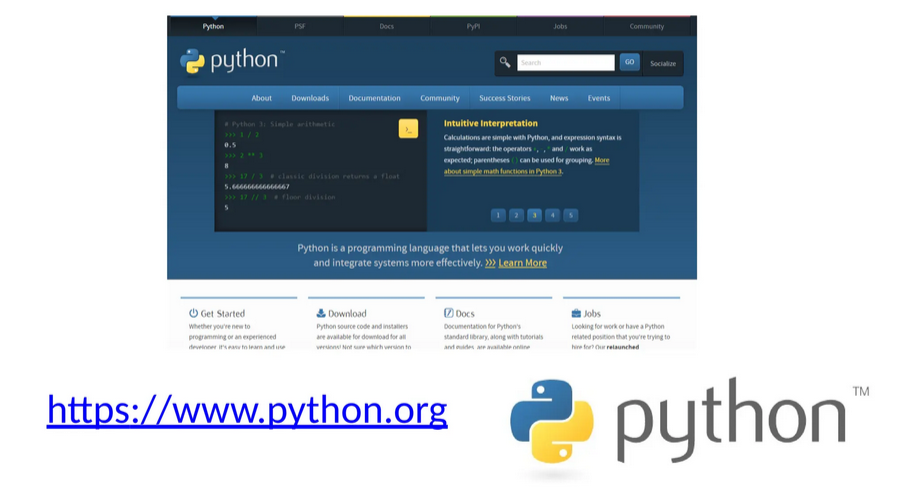 Python PSF Docs PyPI Jobs Community
python™ Search GO Socialize
About Downloads Documentation Community Success Stories News Events
# Python 3: Simple arithmetic
>>> 1 / 2
0.5
>>> 2 ** 3
8
>>> 17 / 3 # classic division returns a float
5.666666666666667
>>> 17 // 3 # floor division
5
>_
Intuitive Interpretation
Calculations are simple with Python, and expression syntax is
straightforward: the operators +, -, * and / work as
expected; parentheses () can be used for grouping. More
about simple math functions in Python 3.
1 2 3 4 5
Python is a programming language that lets you work quickly
and integrate systems more effectively. >>> Learn More
Get Started
Whether you're new to
programming or an experienced
developer, it's easy to learn and use
Download
Python source code and installers
are available for download for all
versions! Not sure which version to
Docs
Documentation for Python's
standard library, along with tutorials
and guides, are available online.
Jobs
Looking for work or have a Python
related position that you're trying to
hire for? Our relaunched
https://www.python.org
python™